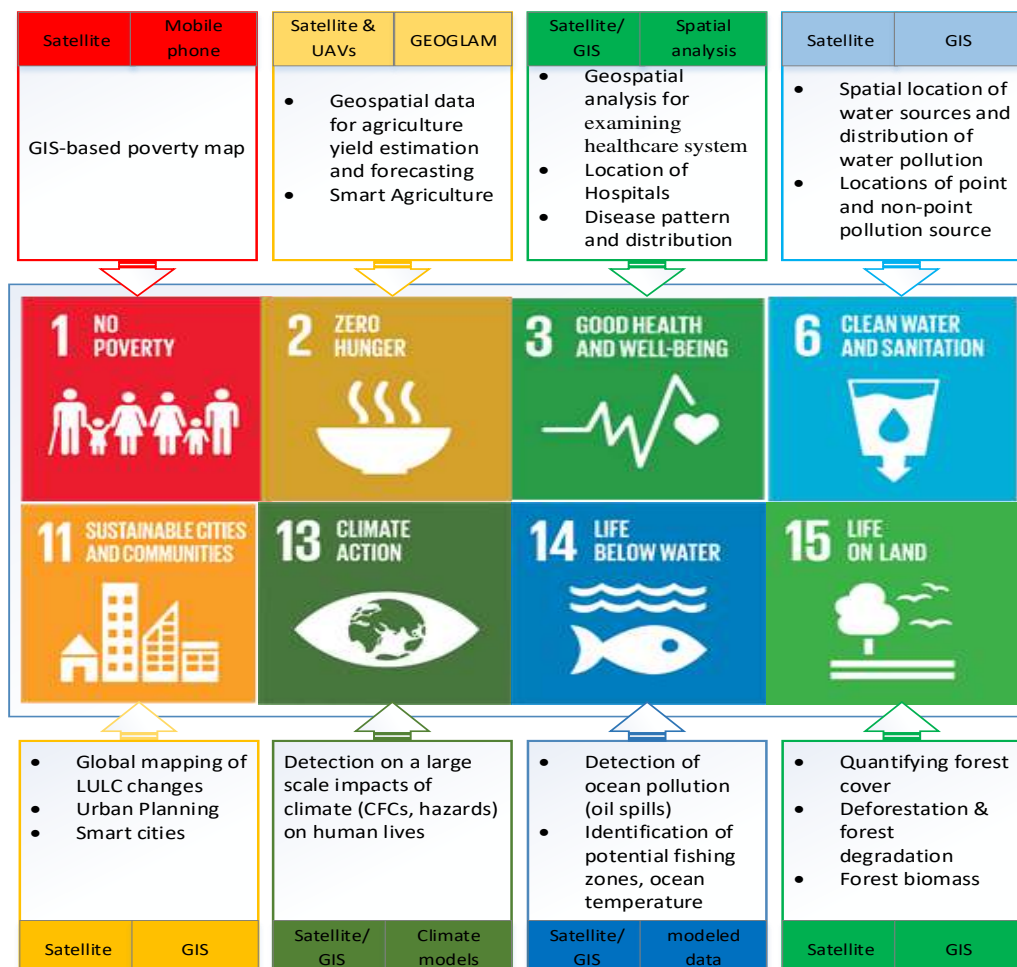 Satellite
Mobile
phone
GIS-based poverty map
Satellite &
UAVs
GEOGLAM
• Geospatial data
for agriculture
yield estimation
and forecasting
• Smart Agriculture
Satellite/
GIS
Spatial
analysis
• Geospatial
analysis for
examining
healthcare system
• Location of
Hospitals
• Disease pattern
and distribution
Satellite
GIS
• Spatial location of
water sources and
distribution of
water pollution
• Locations of point
and non-point
pollution source
1 NO
POVERTY
2 ZERO
HUNGER
3 GOOD HEALTH
AND WELL-BEING
6 CLEAN WATER
AND SANITATION
11 SUSTAINABLE CITIES
AND COMMUNITIES
13 CLIMATE
ACTION
14 LIFE
BELOW WATER
15 LIFE
ON LAND
• Global mapping of
LULC changes
• Urban Planning
• Smart cities
Satellite
GIS
Detection on a large
scale impacts of
climate (CFCs, hazards)
on human lives
Satellite/
GIS
Climate
models
• Detection of
ocean pollution
(oil spills)
• Identification of
potential fishing
zones, ocean
temperature
Satellite/
GIS
modeled
data
• Quantifying forest
cover
• Deforestation &
forest
degradation
• Forest biomass
Satellite
GIS